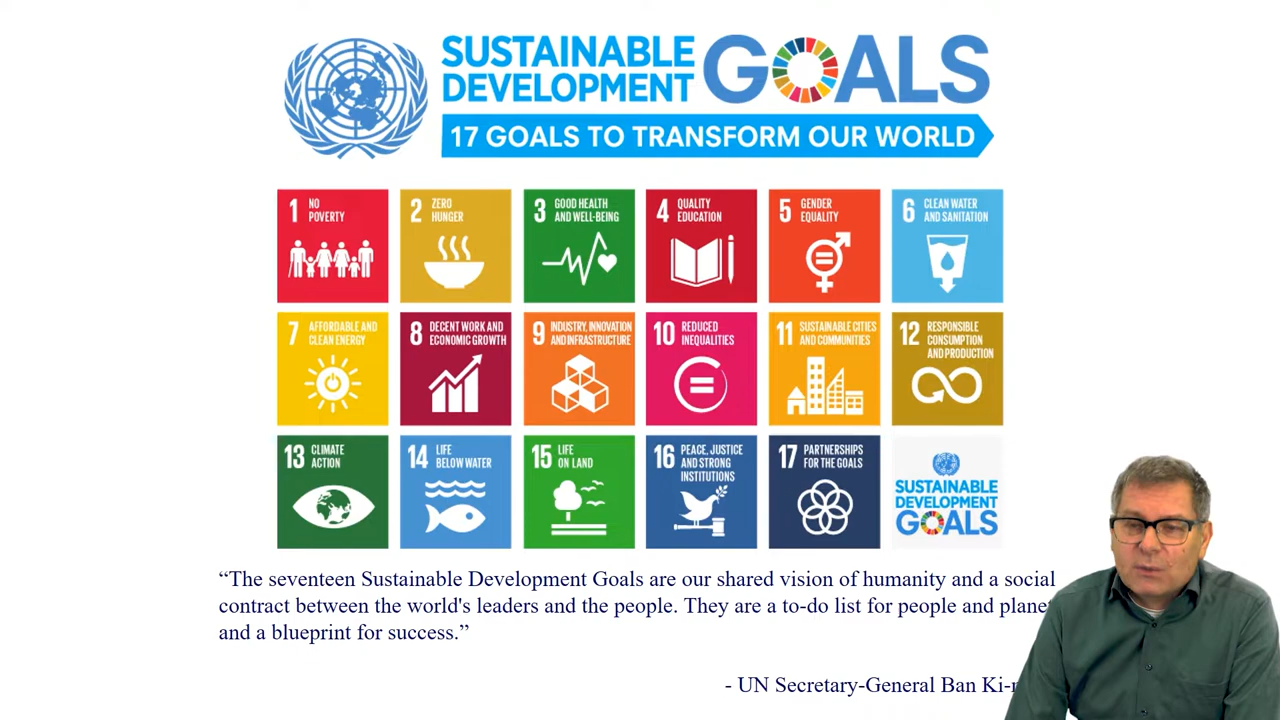 SUSTAINABLE
DEVELOPMENT
GOALS
17 GOALS TO TRANSFORM OUR WORLD
1 NO
POVERTY
2 ZERO
HUNGER
3 GOOD HEALTH
AND WELL-BEING
4 QUALITY
EDUCATION
5 GENDER
EQUALITY
6 CLEAN WATER
AND SANITATION
7 AFFORDABLE AND
CLEAN ENERGY
8 DECENT WORK AND
ECONOMIC GROWTH
9 INDUSTRY, INNOVATION
AND INFRASTRUCTURE
10 REDUCED
INEQUALITIES
11 SUSTAINABLE CITIES
AND COMMUNITIES
12 RESPONSIBLE
CONSUMPTION
AND PRODUCTION
13 CLIMATE
ACTION
14 LIFE
BELOW WATER
15 LIFE
ON LAND
16 PEACE, JUSTICE
AND STRONG
INSTITUTIONS
17 PARTNERSHIPS
FOR THE GOALS
SUSTAINABLE
DEVELOPMENT
GOALS
“The seventeen Sustainable Development Goals are our shared vision of humanity and a social
contract between the world's leaders and the people. They are a to-do list for people and
and a blueprint for success.”
- UN Secretary-General Ban